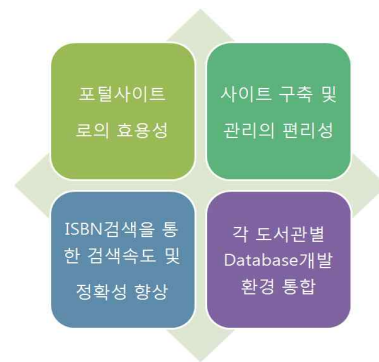 포털사이트
로의 효용성
사이트 구축 및
관리의 편리성
ISBN검색을 통
한 검색속도 및
정확성 향상
각 도서관별
Database개발
환경 통합